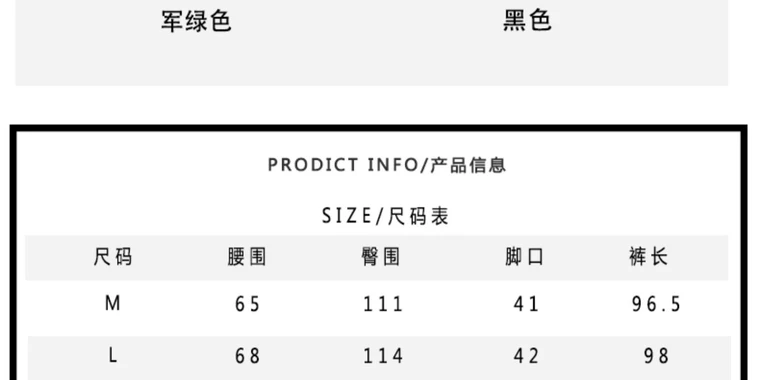 军绿色 黑色
PRODICT INFO/产品信息
SIZE/尺码表
尺码 腰围 臀围 脚口 裤长
M 65 111 41 96.5
L 68 114 42 98